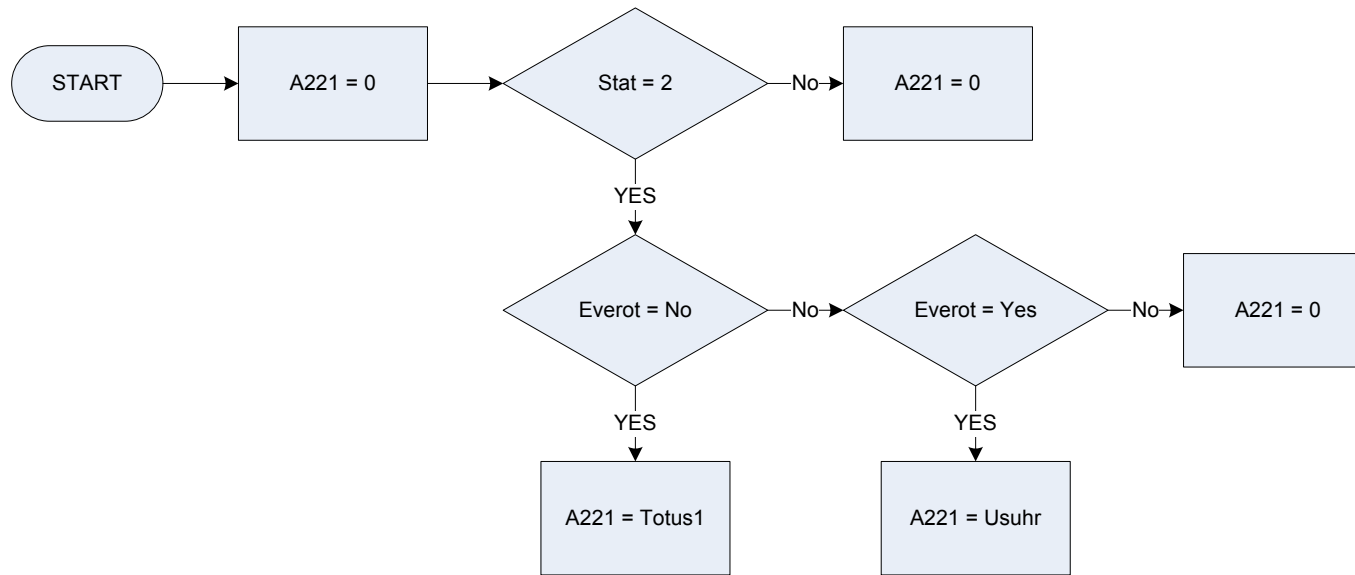 START
A221 = 0
Stat = 2
No
A221 = 0
YES
Everot = No
No
Everot = Yes
No
A221 = 0
YES
YES
A221 = Totus1
A221 = Usuhr